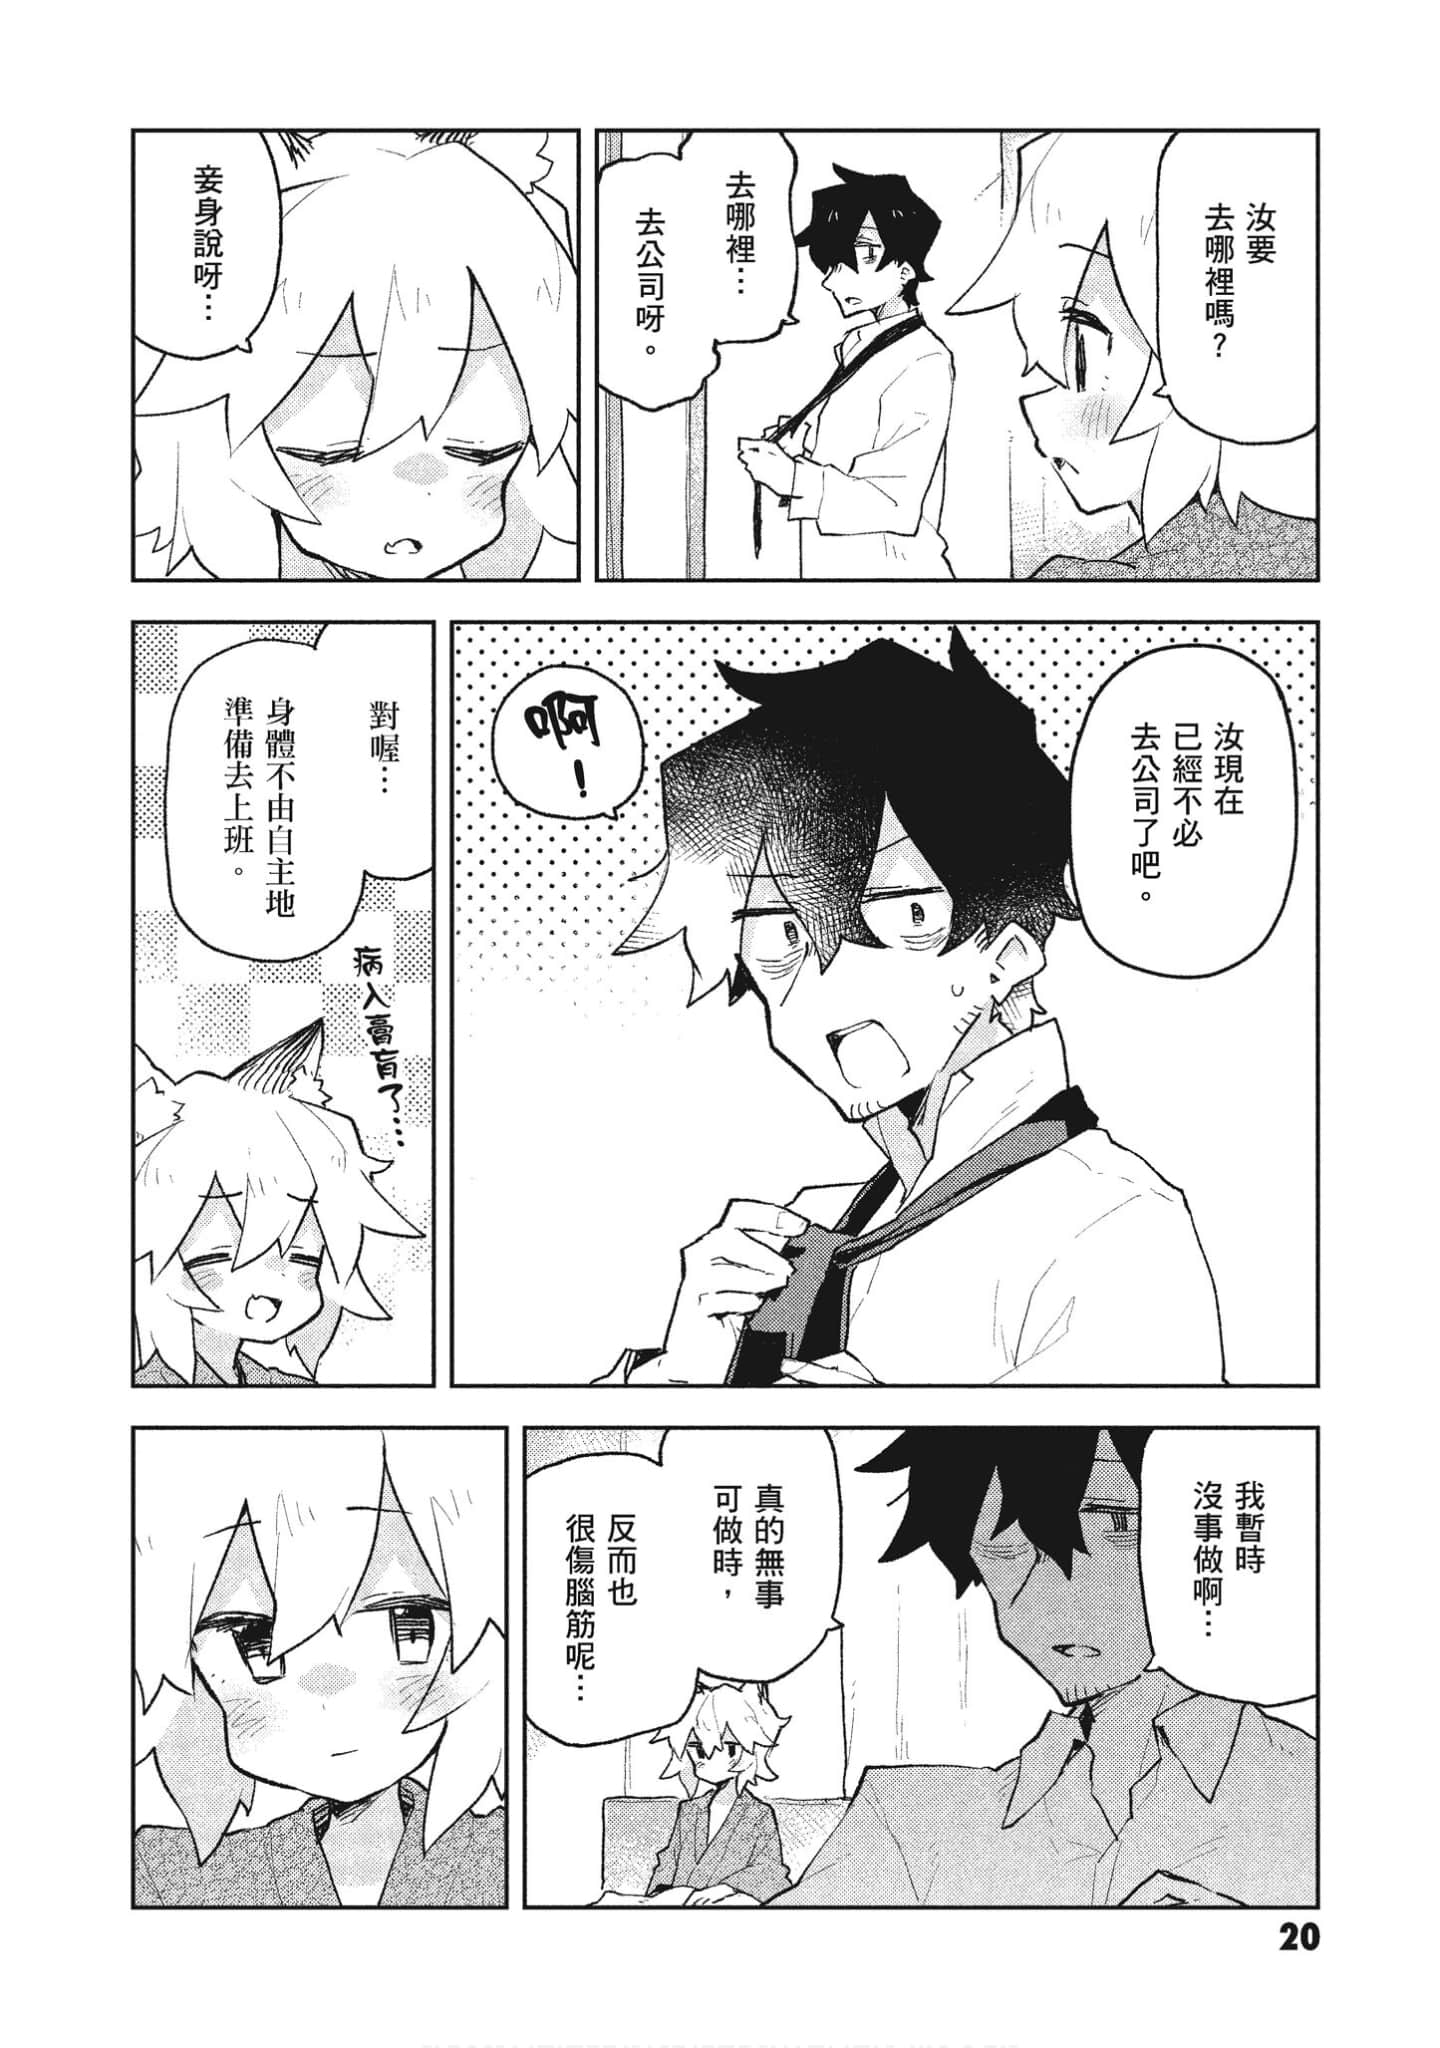 汝要
去哪裡嗎？
去哪裡…
去公司呀。
妾身說呀…
汝現在
已經不必
去公司了吧。
啊！
對喔…
身體不由自主地
準備去上班。
病入膏肓了…
我暫時
沒事做啊…
真的無事
可做時，
反而也
很傷腦筋呢…
20